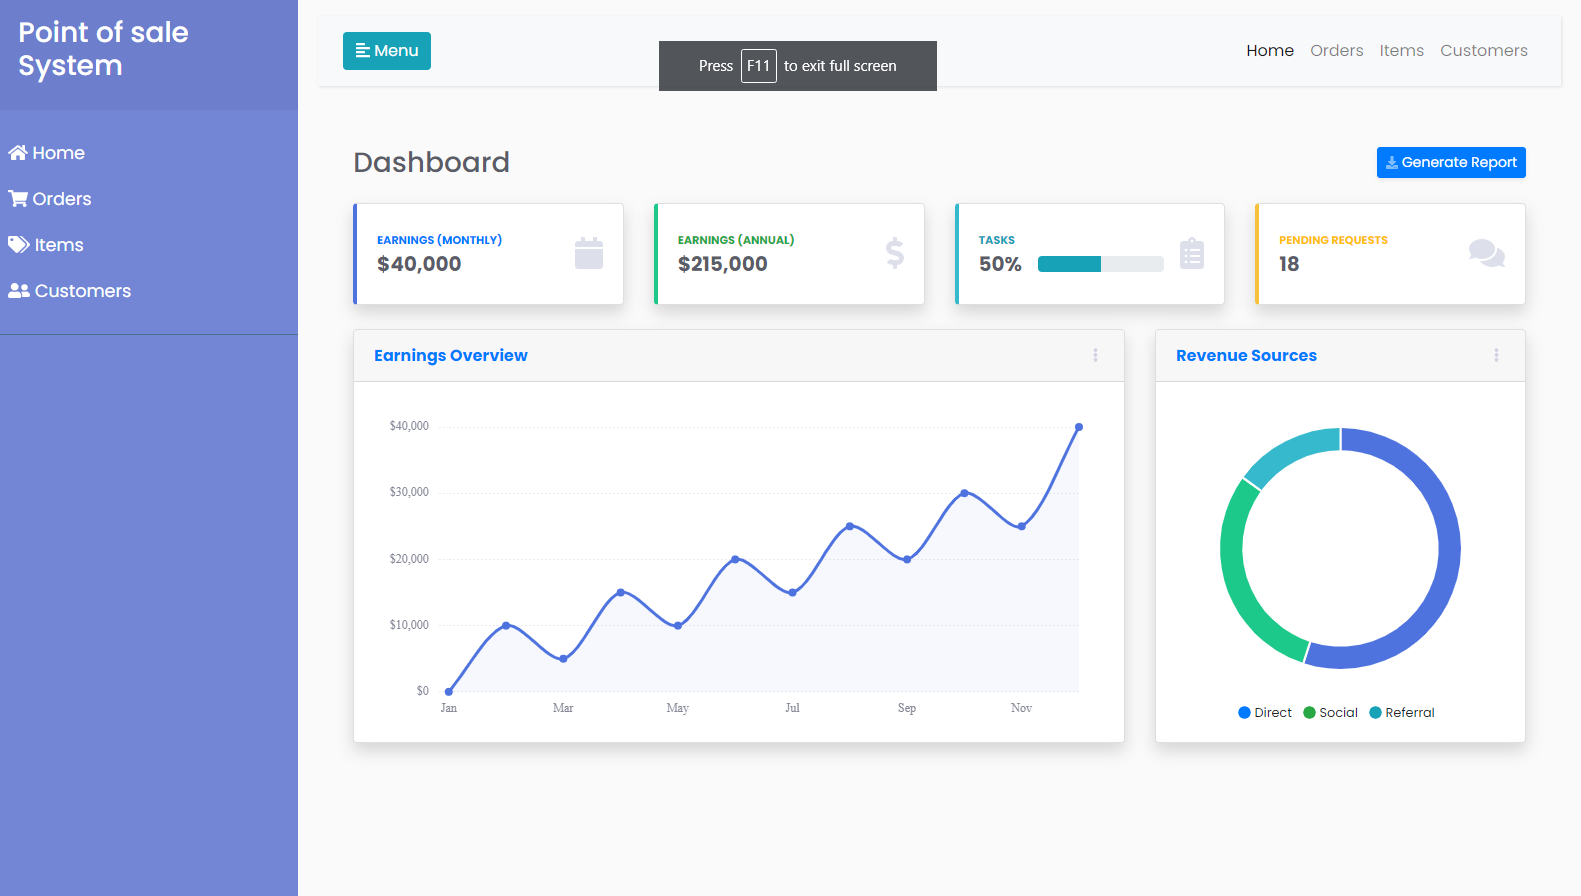 Point of sale
System
Home
Orders
Items
Customers
Menu
Press F11 to exit full screen
Home Orders Items Customers
Dashboard
Generate Report
EARNINGS (MONTHLY)
$40,000
EARNINGS (ANNUAL)
$215,000
TASKS
50%
PENDING REQUESTS
18
Earnings Overview
$40,000
$30,000
$20,000
$10,000
$0
Jan Mar May Jul Sep Nov
Revenue Sources
Direct Social Referral